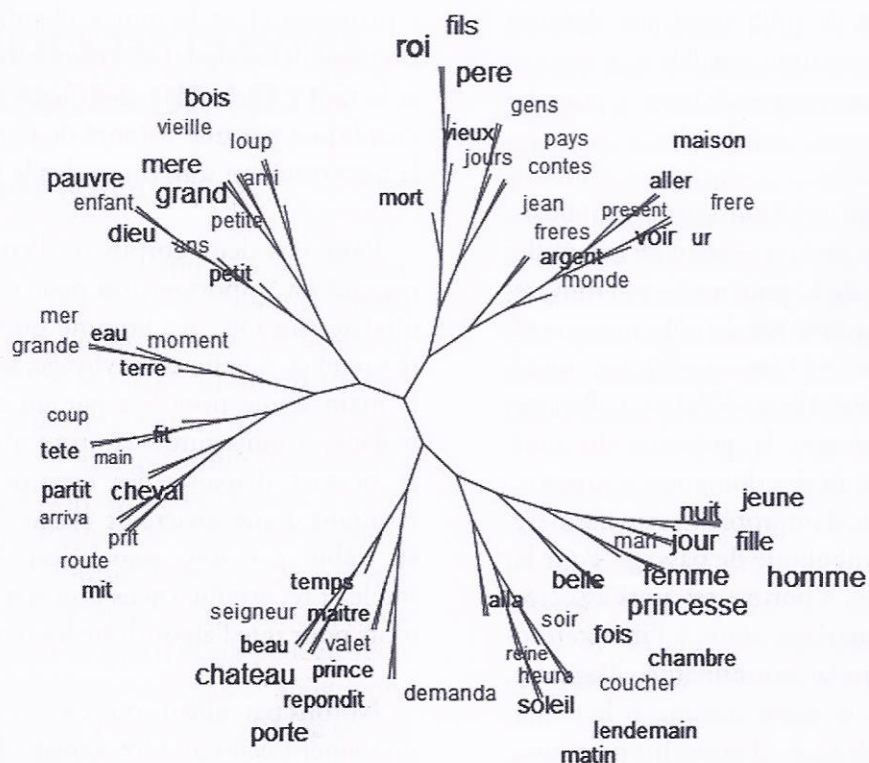 fils
roi
pere
bois
gens
vieille
loup
vieux
pays
maison
mere
ami
jours
contes
pauvre
grand
aller
enfant
mort
jean
present
frere
petite
dieu
freres
voir
ur
ans
argent
petit
monde
mer
eau
moment
grande
terre
coup
fit
tete
main
partit
cheval
nuit
jeune
arriva
prit
mari
jour
fille
route
temps
belle
femme
homme
mit
seigneur
maitre
alla
princesse
soir
beau
valet
fois
reine
chambre
chateau
prince
heure
coucher
repondit
demanda
soleil
porte
lendemain
matin